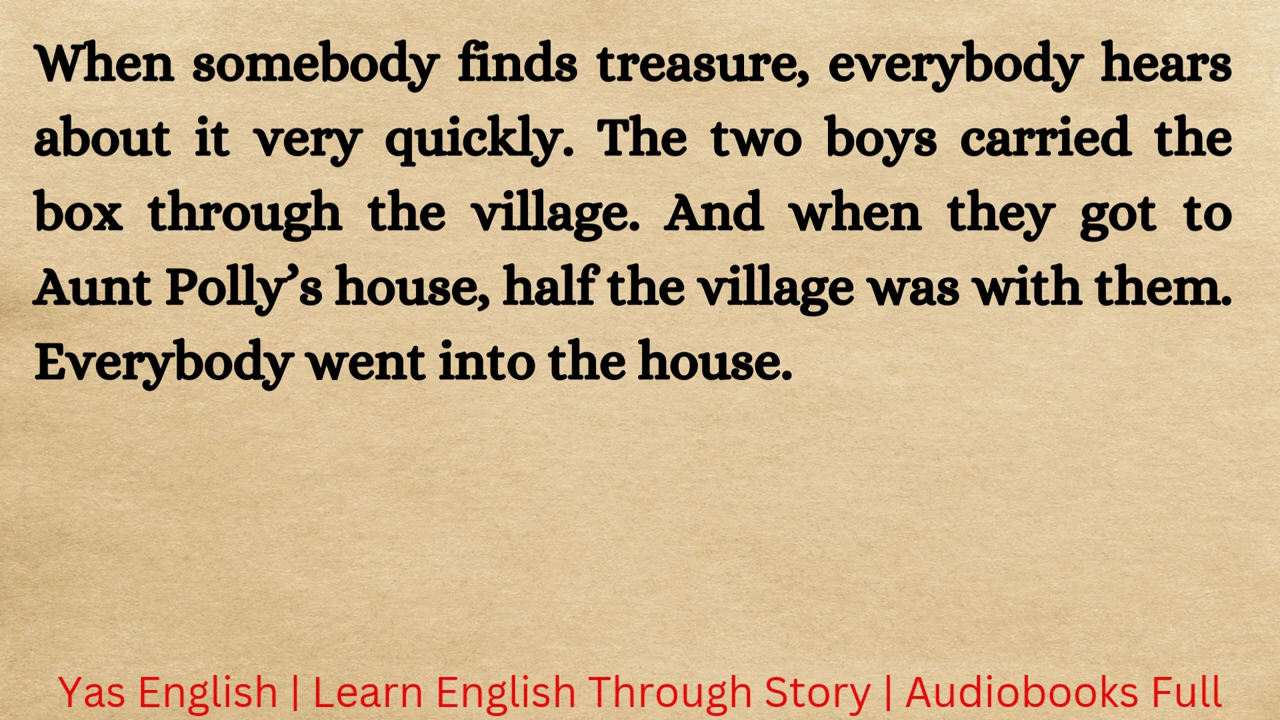 When somebody finds treasure, everybody hears
about it very quickly. The two boys carried the
box through the village. And when they got to
Aunt Polly’s house, half the village was with them.
Everybody went into the house.
Yas English | Learn English Through Story | Audiobooks Full